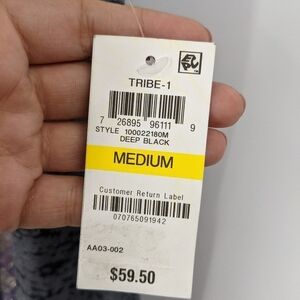 TRIBE-1
7 26895 96111 9
STYLE 100022180M
DEEP BLACK
MEDIUM
Customer Return Label
070765091942
AA03-002
$59.50